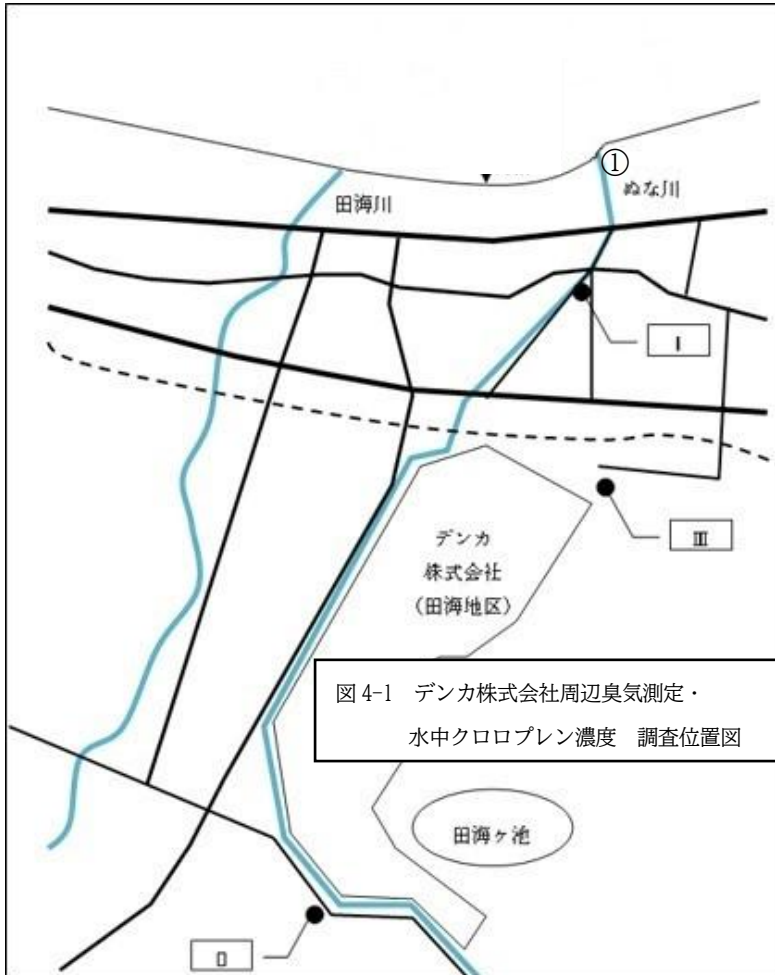 ①
ぬな川
田海川
Ⅰ
Ⅲ
デンカ
株式会社
(田海地区)
図 4-1 デンカ株式会社周辺臭気測定・
水中クロロプレン濃度 調査位置図
田海ヶ池